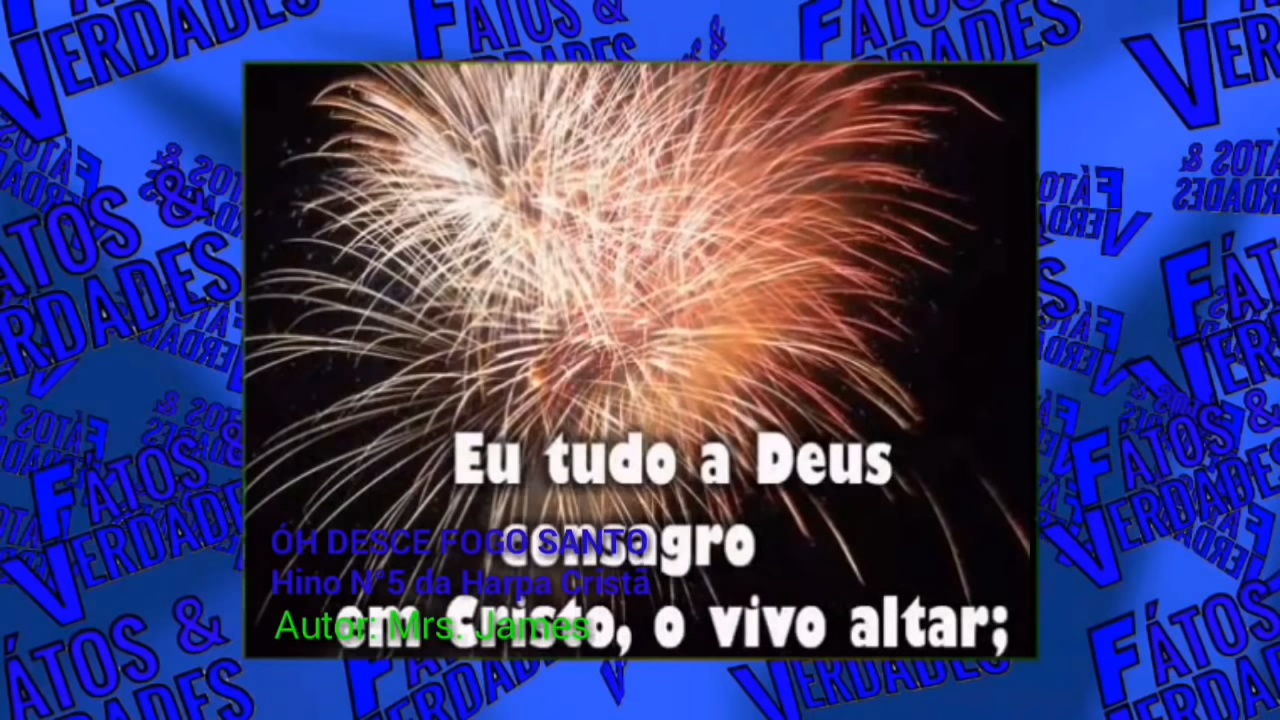 FÁTOS &
VERDADES
Eu tudo a Deus
consagro
em Cristo, o vivo altar;
ÓH DESCE FOGO SANTO
Hino N°5 da Harpa Cristã
Autor: Mrs. James